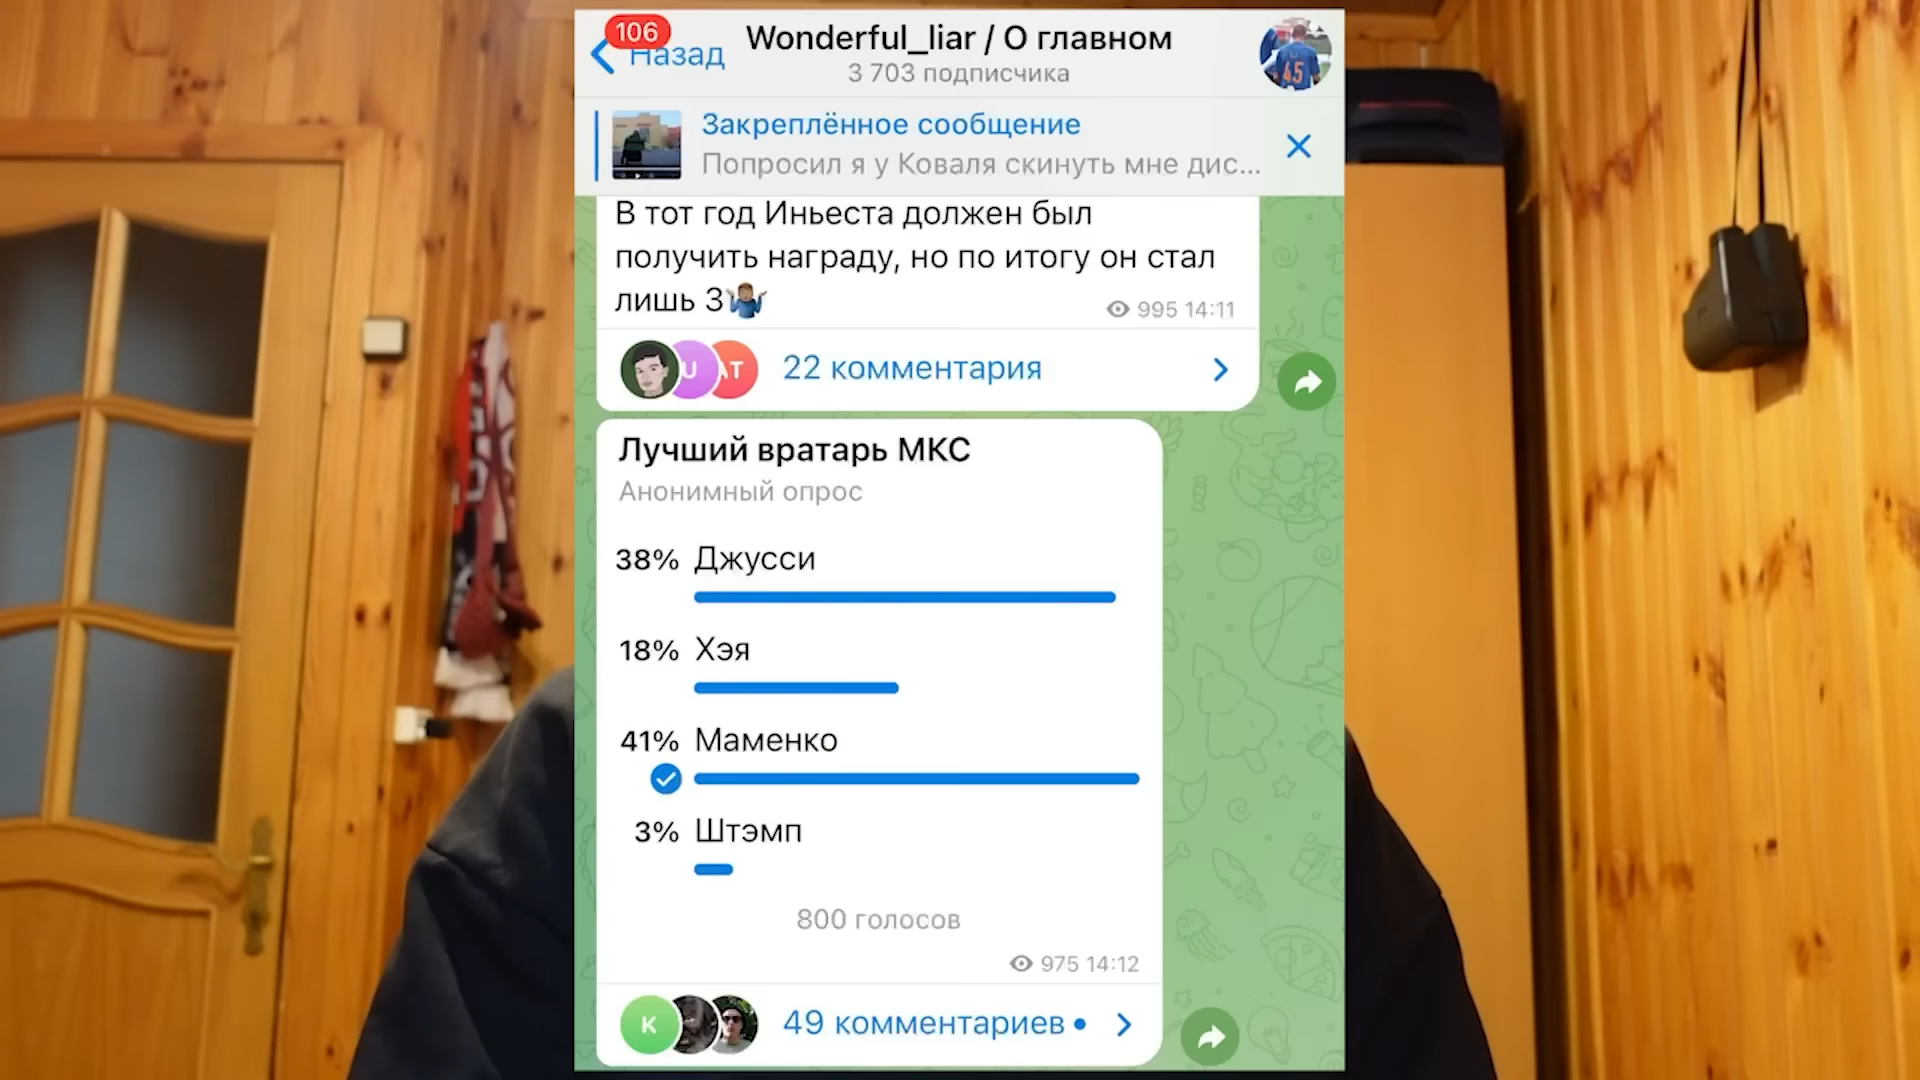 106
Назад
Wonderful_liar / О главном
3 703 подписчика
45
Закреплённое сообщение
Попросил я у Коваля скинуть мне дис...
В тот год Иньеста должен был
получить награду, но по итогу он стал
лишь 3🤷🏽‍♂️
995 14:11
U
AT
22 комментария
Лучший вратарь МКС
Анонимный опрос
38% Джусси
18% Хэя
41% Маменко
3% Штэмп
800 голосов
975 14:12
K
49 комментариев